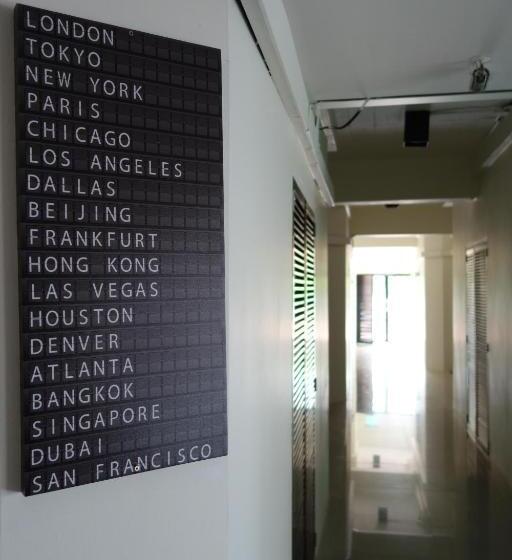 LONDON
TOKYO
NEW YORK
PARIS
CHICAGO
LOS ANGELES
DALLAS
BEIJING
FRANKFURT
HONG KONG
LAS VEGAS
HOUSTON
DENVER
ATLANTA
BANGKOK
SINGAPORE
DUBAI
SAN FRANCISCO